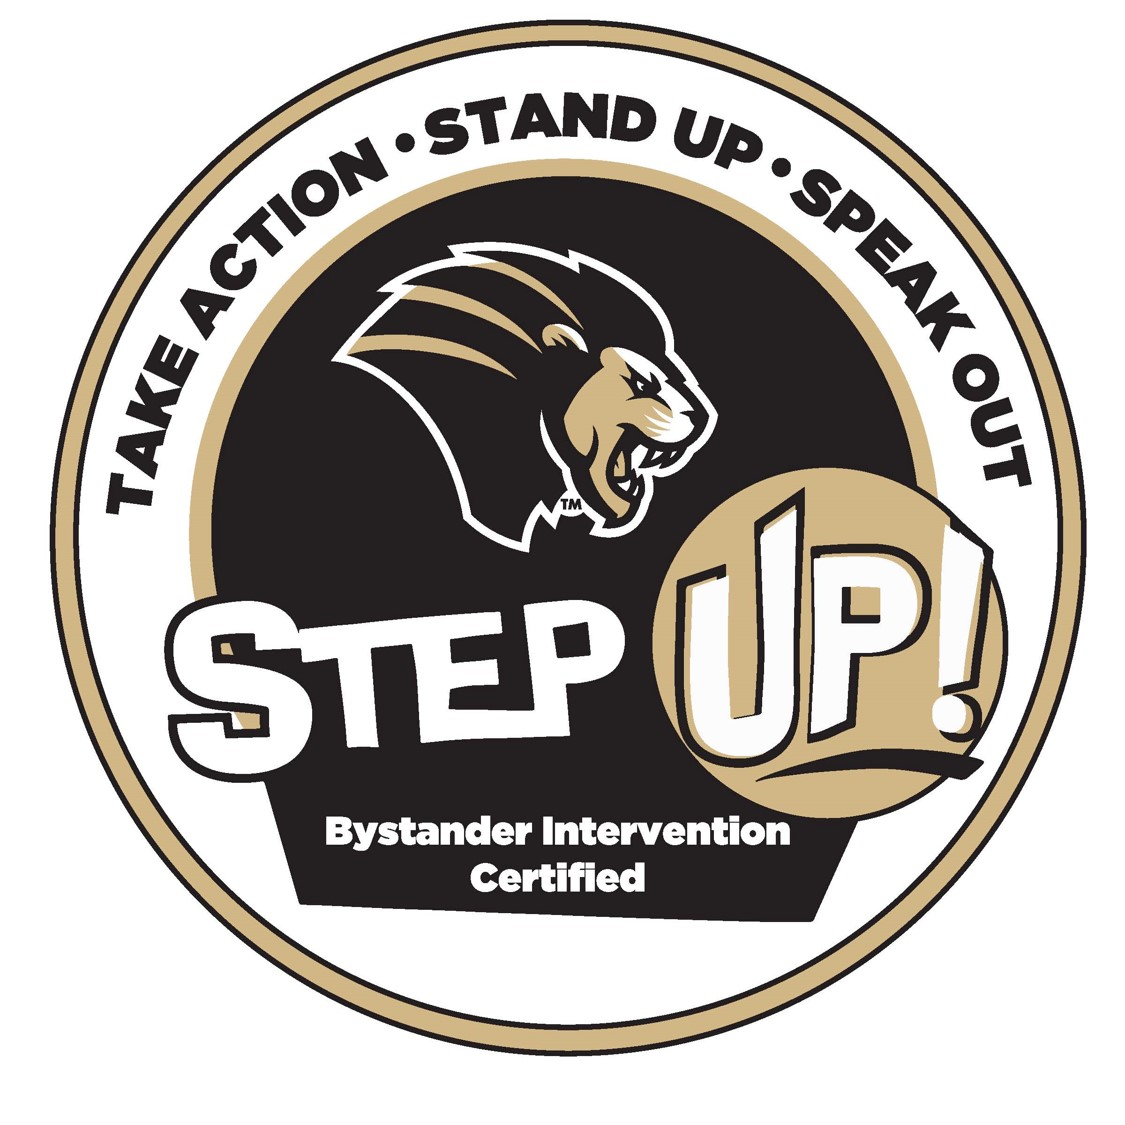 TAKE ACTION • STAND UP • SPEAK OUT
TM
STEP UP!
Bystander Intervention
Certified